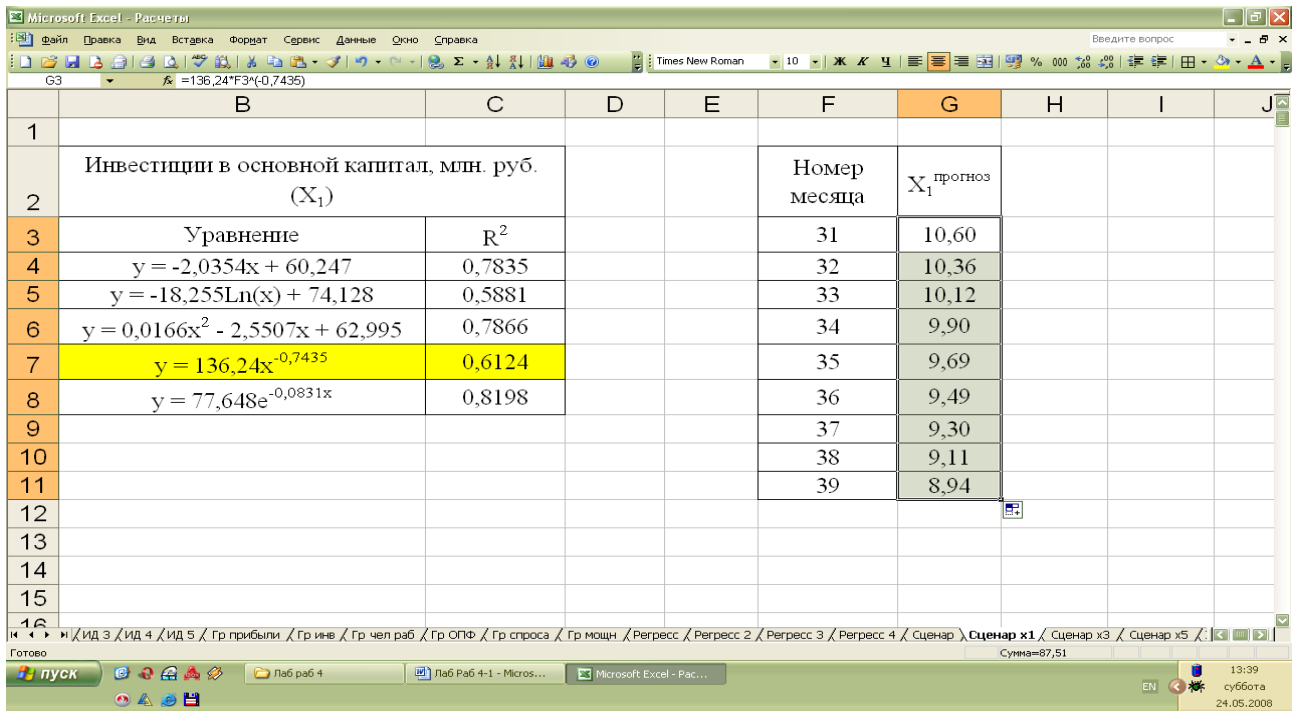 Microsoft Excel - Расчеты
Файл Правка Вид Вставка Формат Сервис Данные Окно Справка
Введите вопрос
Times New Roman 10 Ж К Ч % 000
G3 fx =136,24*F3^(-0,7435)
B C D E F G H I J
1
2 Инвестиции в основной капитал, млн. руб. (X₁) Номер месяца X₁^прогноз
3 Уравнение R² 31 10,60
4 y = -2,0354x + 60,247 0,7835 32 10,36
5 y = -18,255Ln(x) + 74,128 0,5881 33 10,12
6 y = 0,0166x² - 2,5507x + 62,995 0,7866 34 9,90
7 y = 136,24x^-0,7435 0,6124 35 9,69
8 y = 77,648e^-0,0831x 0,8198 36 9,49
9 37 9,30
10 38 9,11
11 39 8,94
12
13
14
15
16
ИД 3 / ИД 4 / ИД 5 / Гр прибыли / Гр инв / Гр чел раб / Гр ОПФ / Гр спроса / Гр мощн / Регресс / Регресс 2 / Регресс 3 / Регресс 4 / Сценар \ Сценар х1 / Сценар х3 / Сценар х5 /
Готово Сумма=87,51
пуск Лаб раб 4 Лаб Раб 4-1 - Micros... Microsoft Excel - Рас... EN 13:39
суббота
24.05.2008